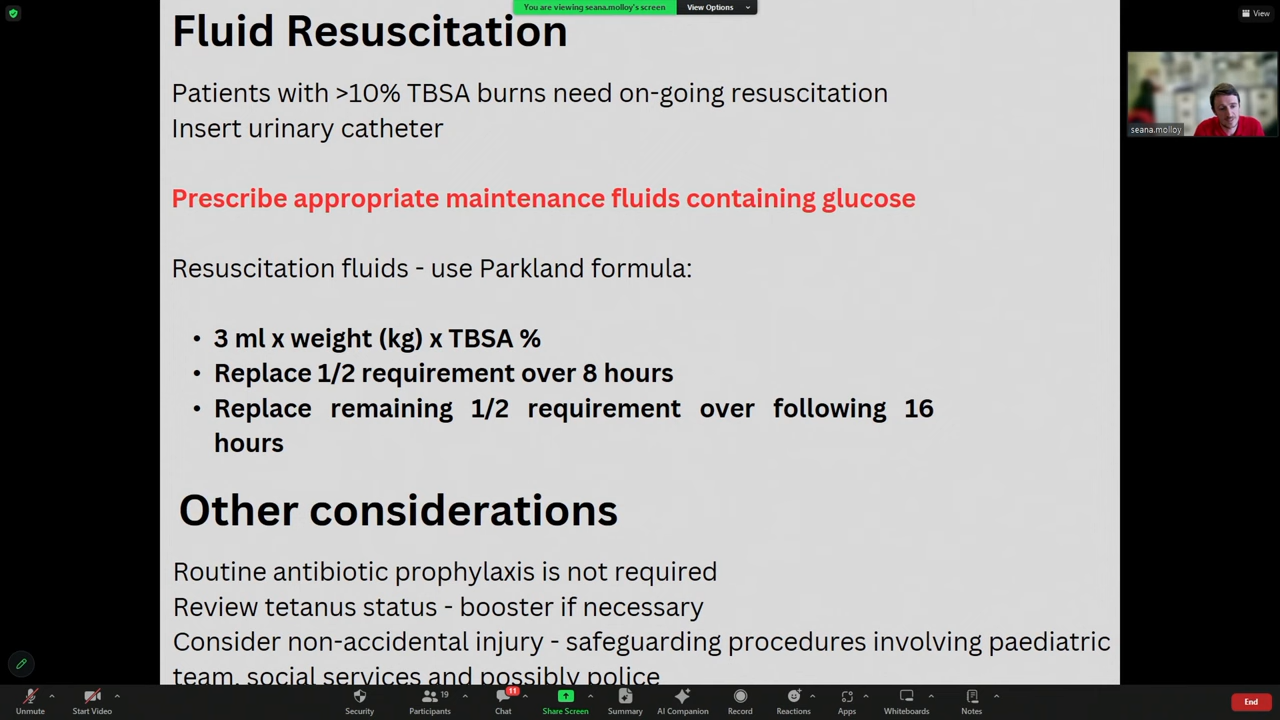 You are viewing seana.molloy's screen
View Options
View
Fluid Resuscitation
Patients with >10% TBSA burns need on-going resuscitation
Insert urinary catheter
Prescribe appropriate maintenance fluids containing glucose
Resuscitation fluids - use Parkland formula:
• 3 ml x weight (kg) x TBSA %
• Replace 1/2 requirement over 8 hours
• Replace remaining 1/2 requirement over following 16
hours
Other considerations
Routine antibiotic prophylaxis is not required
Review tetanus status - booster if necessary
Consider non-accidental injury - safeguarding procedures involving paediatric
team, social services and possibly police
seana.molloy
Unmute
Start Video
Security
Participants 19
Chat 11
Share Screen
Summary
AI Companion
Record
Reactions
Apps
Whiteboards
Notes
End